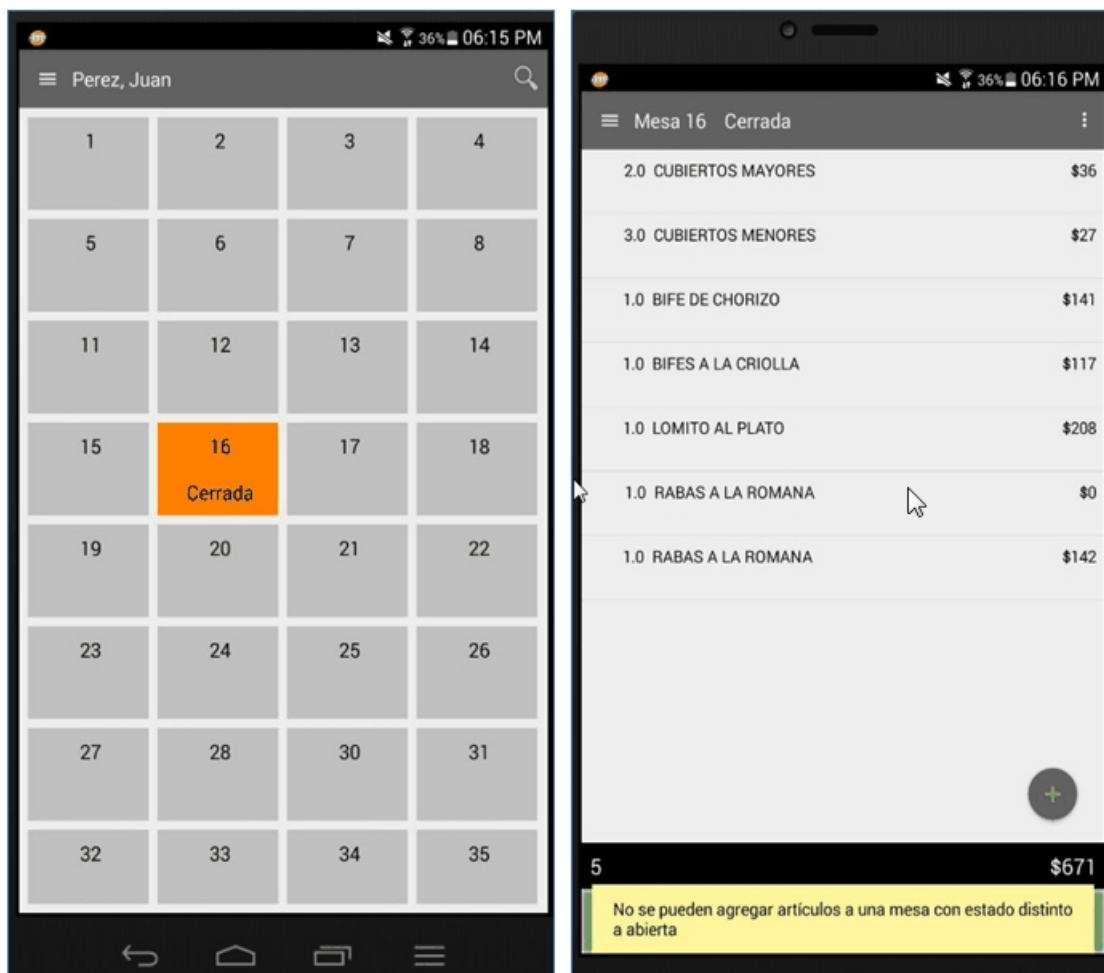 36% 06:15 PM
Perez, Juan
1 2 3 4
5 6 7 8
11 12 13 14
15 16 17 18
Cerrada
19 20 21 22
23 24 25 26
27 28 30 31
32 33 34 35
36% 06:16 PM
Mesa 16 Cerrada
2.0 CUBIERTOS MAYORES $36
3.0 CUBIERTOS MENORES $27
1.0 BIFE DE CHORIZO $141
1.0 BIFES A LA CRIOLLA $117
1.0 LOMITO AL PLATO $208
1.0 RABAS A LA ROMANA $0
1.0 RABAS A LA ROMANA $142
+
5 $671
No se pueden agregar artículos a una mesa con estado distinto
a abierta